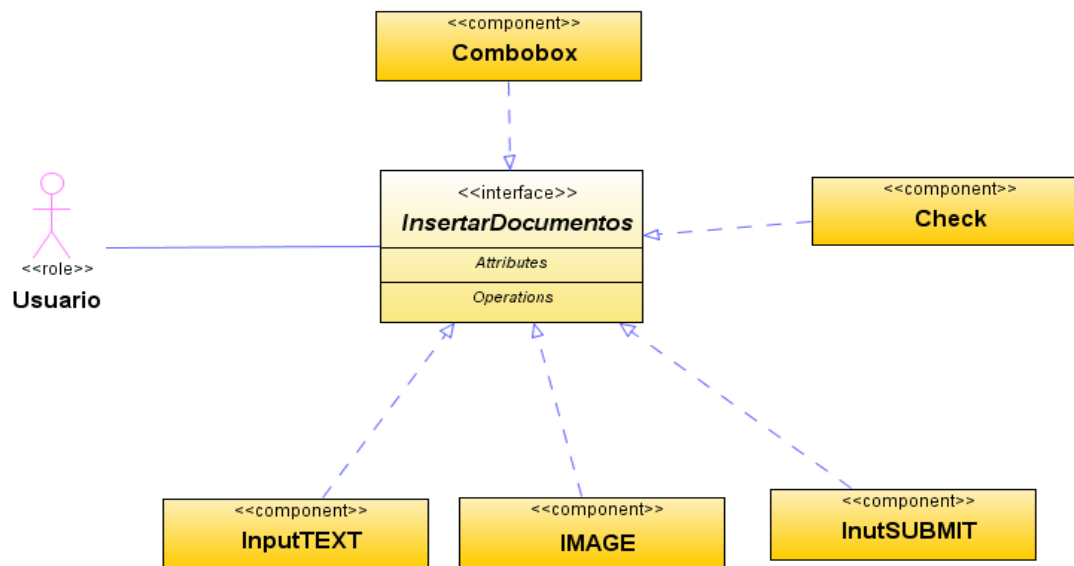 <<component>>
Combobox
<<interface>>
InsertarDocumentos
Attributes
Operations
<<component>>
Check
<<role>>
Usuario
<<component>>
InputTEXT
<<component>>
IMAGE
<<component>>
InutSUBMIT